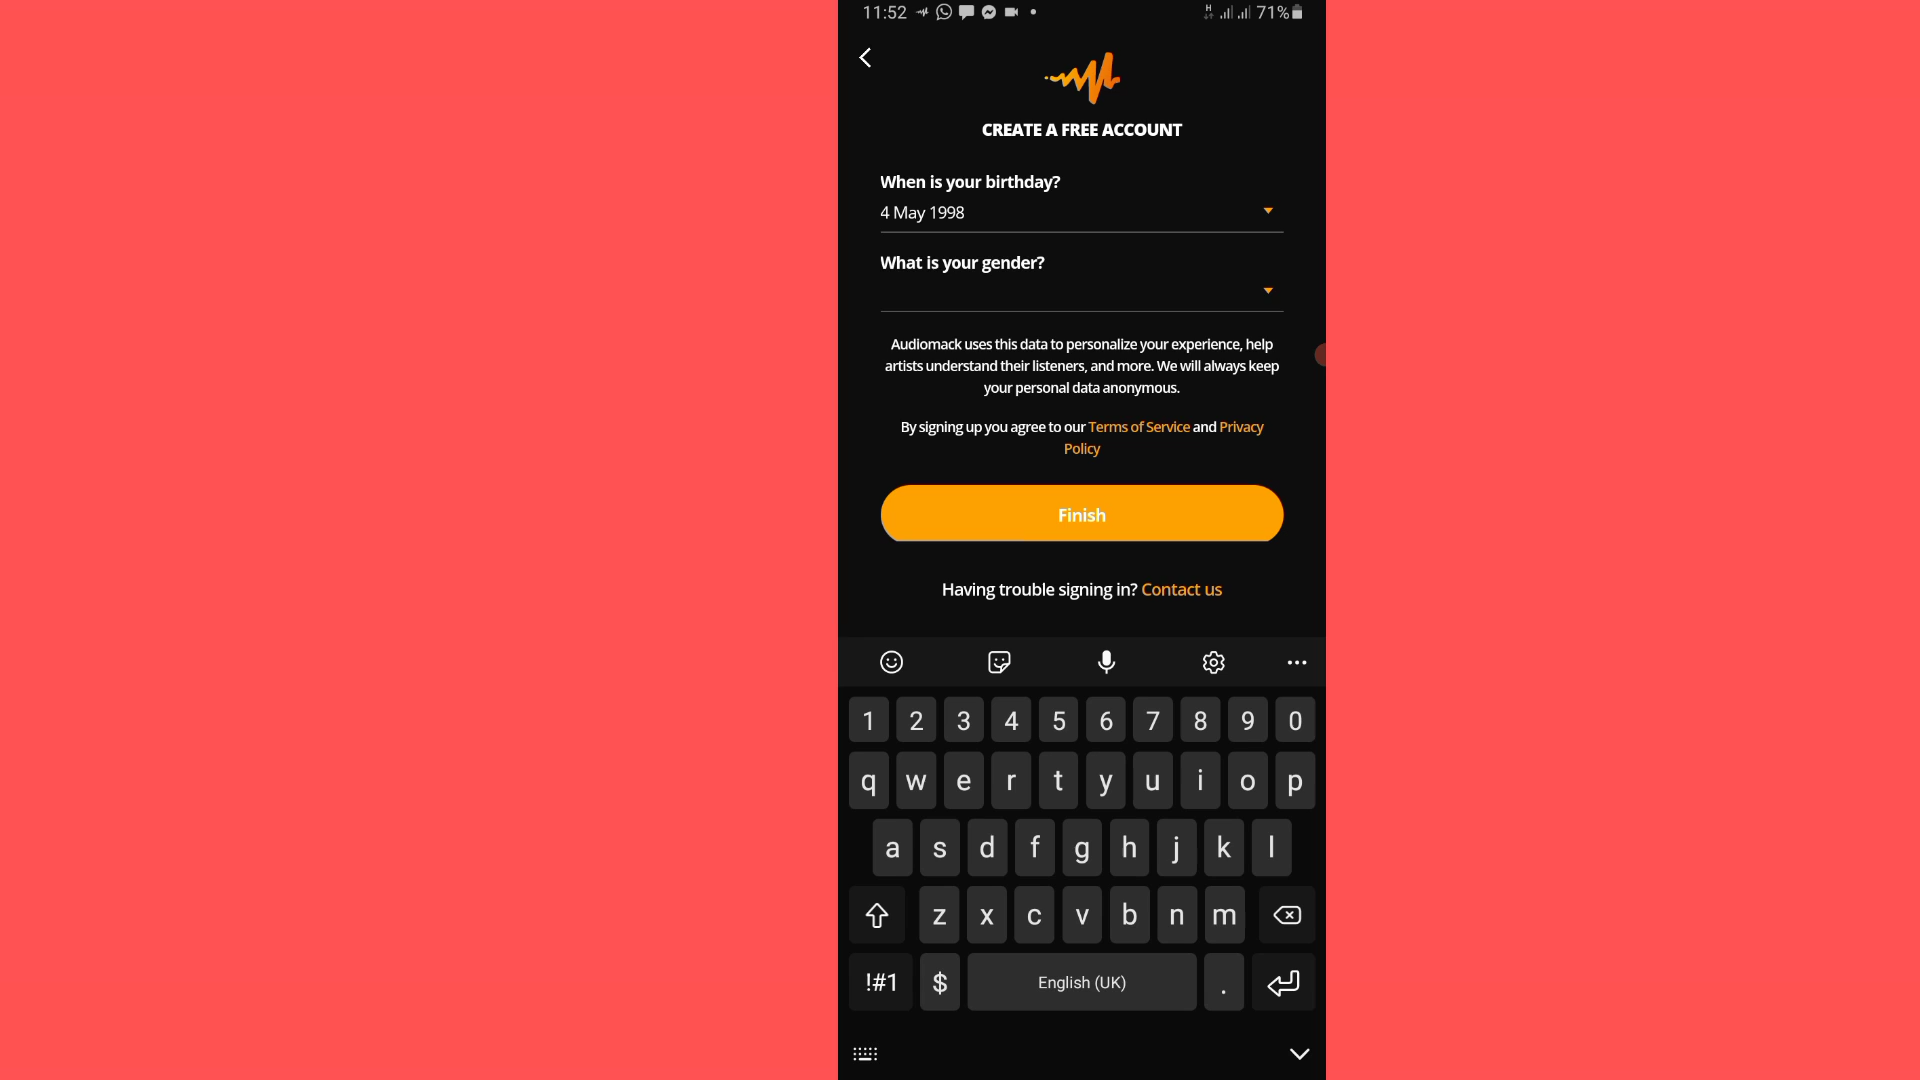 11:52
71%
CREATE A FREE ACCOUNT
When is your birthday?
4 May 1998
What is your gender?
Audiomack uses this data to personalize your experience, help
artists understand their listeners, and more. We will always keep
your personal data anonymous.
By signing up you agree to our Terms of Service and Privacy
Policy
Finish
Having trouble signing in? Contact us
1 2 3 4 5 6 7 8 9 0
q w e r t y u i o p
a s d f g h j k l
z x c v b n m
!#1 $ English (UK) .